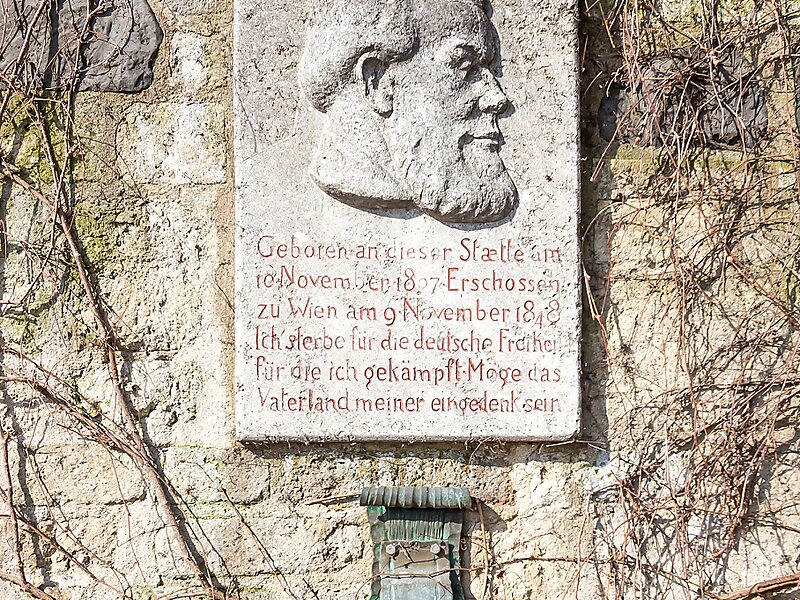 Geboren an dieser Stætte am
10·November 1807·Erschossen
zu Wien am 9·November 1848
Ich sterbe für die deutsche Freiheit
für die ich gekämpft·Möge das
Vaterland meiner eingedenk sein